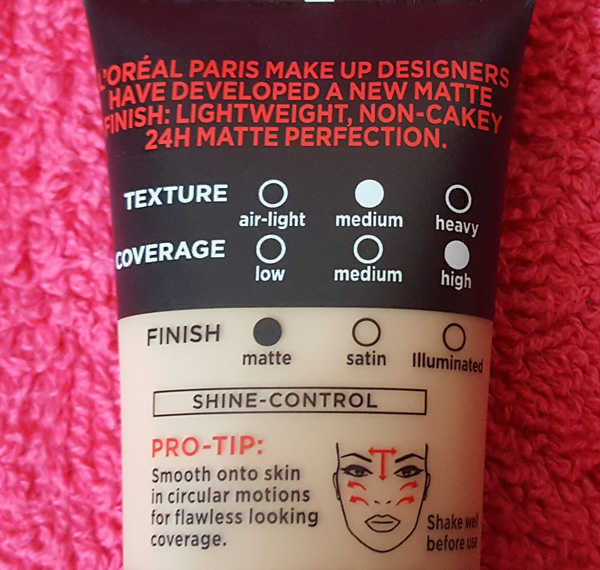 L'ORÉAL PARIS MAKE UP DESIGNERS
HAVE DEVELOPED A NEW MATTE
FINISH: LIGHTWEIGHT, NON-CAKEY
24H MATTE PERFECTION.
TEXTURE
air-light medium heavy
COVERAGE
low medium high
FINISH
matte satin Illuminated
SHINE-CONTROL
PRO-TIP:
Smooth onto skin
in circular motions
for flawless looking
coverage.
Shake well
before use